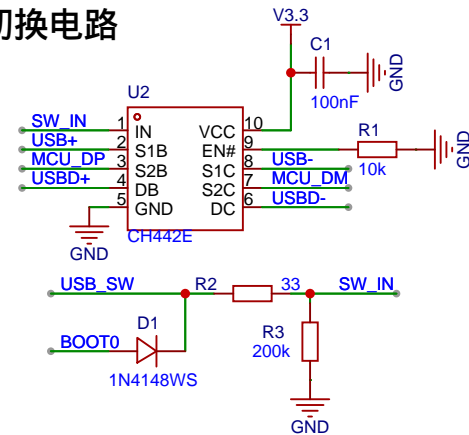 切换电路
V3.3
C1
100nF
GND
U2
SW_IN
USB+
MCU_DP
USBD+
1 IN VCC 10
2 S1B EN# 9
3 S2B S1C 8
4 DB S2C 7
5 GND DC 6
CH442E
GND
R1
10k
GND
USB-
MCU_DM
USBD-
USB_SW
R2 33
SW_IN
BOOT0
D1
1N4148WS
R3
200k
GND